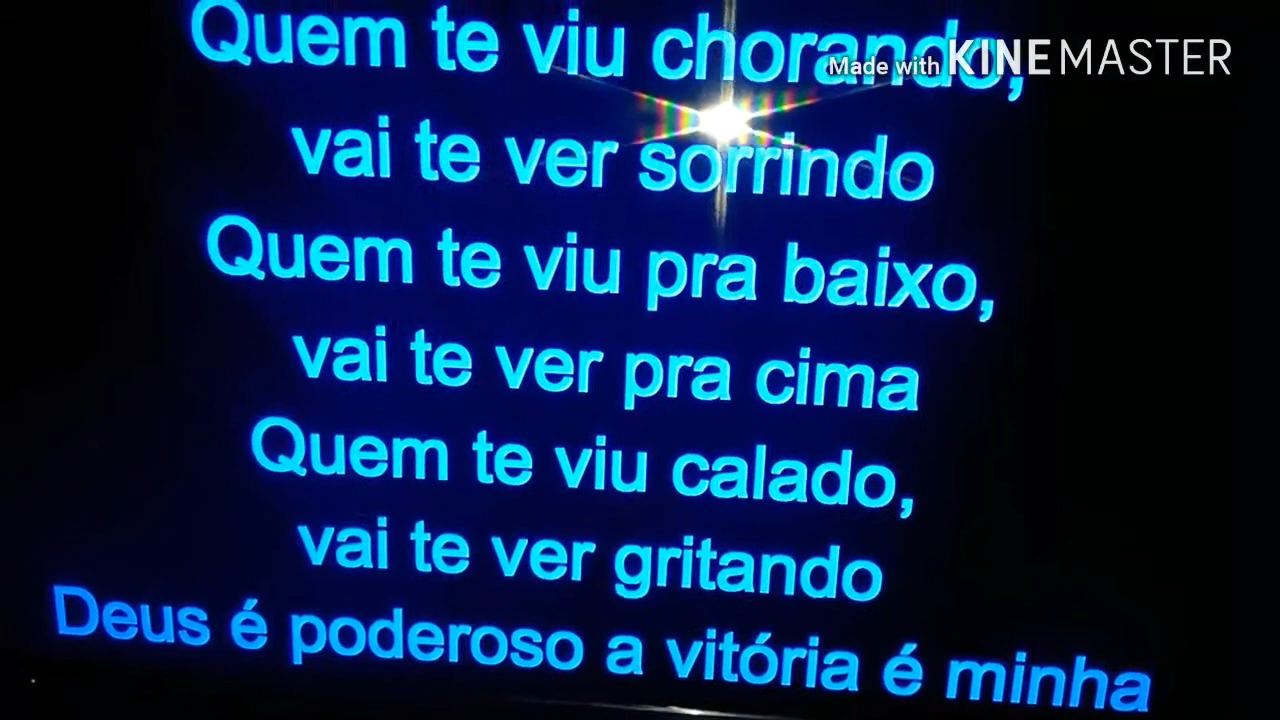 Quem te viu chorando,
Made with KINEMASTER
vai te ver sorrindo
Quem te viu pra baixo,
vai te ver pra cima
Quem te viu calado,
vai te ver gritando
Deus é poderoso a vitória é minha